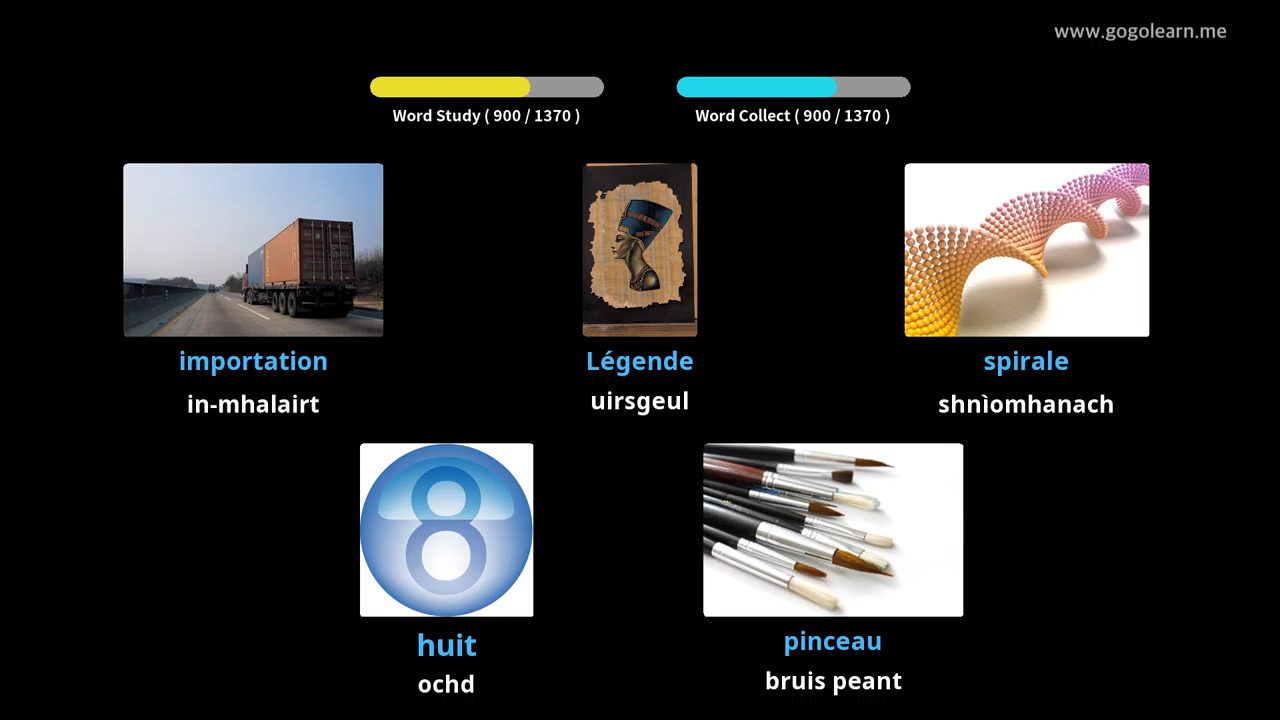 www.gogolearn.me
Word Study ( 900 / 1370 )
Word Collect ( 900 / 1370 )
importation
in-mhalairt
Légende
uirsgeul
spirale
shnìomhanach
8
huit
ochd
pinceau
bruis peant